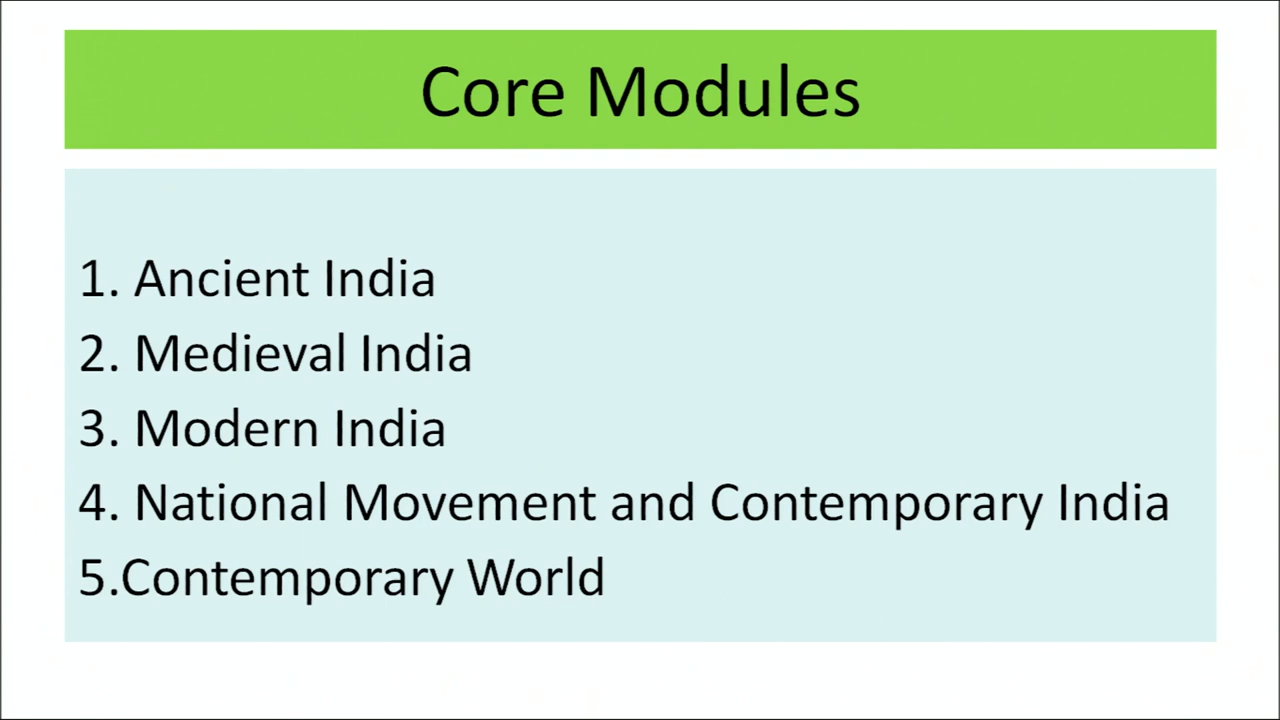 Core Modules
1. Ancient India
2. Medieval India
3. Modern India
4. National Movement and Contemporary India
5.Contemporary World